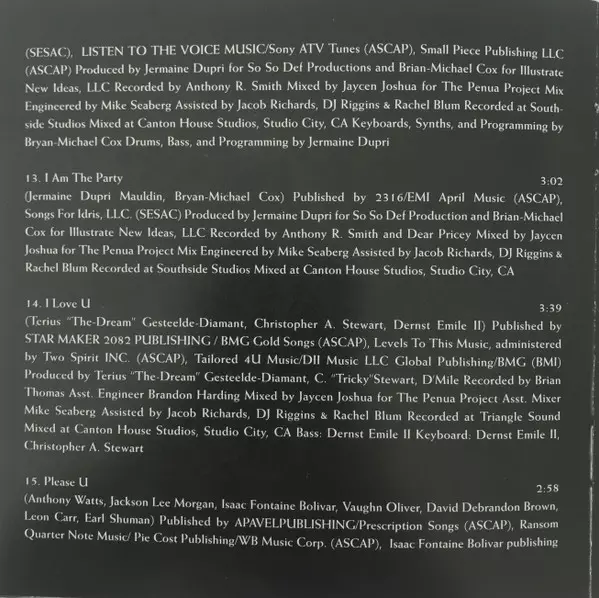 (SESAC), LISTEN TO THE VOICE MUSIC/Sony ATV Tunes (ASCAP), Small Piece Publishing LLC
(ASCAP) Produced by Jermaine Dupri for So So Def Productions and Brian-Michael Cox for Illustrate
New Ideas, LLC Recorded by Anthony R. Smith Mixed by Jaycen Joshua for The Penua Project Mix
Engineered by Mike Seaberg Assisted by Jacob Richards, DJ Riggins & Rachel Blum Recorded at South-
side Studios Mixed at Canton House Studios, Studio City, CA Keyboards, Synths, and Programming by
Bryan-Michael Cox Drums, Bass, and Programming by Jermaine Dupri
13. I Am The Party 3:02
(Jermaine Dupri Mauldin, Bryan-Michael Cox) Published by 2316/EMI April Music (ASCAP),
Songs For Idris, LLC. (SESAC) Produced by Jermaine Dupri for So So Def Production and Brian-Michael
Cox for Illustrate New Ideas, LLC Recorded by Anthony R. Smith and Dear Pricey Mixed by Jaycen
Joshua for The Penua Project Mix Engineered by Mike Seaberg Assisted by Jacob Richards, DJ Riggins &
Rachel Blum Recorded at Southside Studios Mixed at Canton House Studios, Studio City, CA
14. I Love U 3:39
(Terius "The-Dream" Gesteelde-Diamant, Christopher A. Stewart, Dernst Emile II) Published by
STAR MAKER 2082 PUBLISHING / BMG Gold Songs (ASCAP), Levels To This Music, administered
by Two Spirit INC. (ASCAP), Tailored 4U Music/DII Music LLC Global Publishing/BMG (BMI)
Produced by Terius "The-Dream" Gesteelde-Diamant, C. "Tricky"Stewart, D'Mile Recorded by Brian
Thomas Asst. Engineer Brandon Harding Mixed by Jaycen Joshua for The Penua Project Asst. Mixer
Mike Seaberg Assisted by Jacob Richards, DJ Riggins & Rachel Blum Recorded at Triangle Sound
Mixed at Canton House Studios, Studio City, CA Bass: Dernst Emile II Keyboard: Dernst Emile II,
Christopher A. Stewart
15. Please U 2:58
(Anthony Watts, Jackson Lee Morgan, Isaac Fontaine Bolivar, Vaughn Oliver, David Debrandon Brown,
Leon Carr, Earl Shuman) Published by APAVELPUBLISHING/Prescription Songs (ASCAP), Ransom
Quarter Note Music/ Pie Cost Publishing/WB Music Corp. (ASCAP), Isaac Fontaine Bolivar publishing